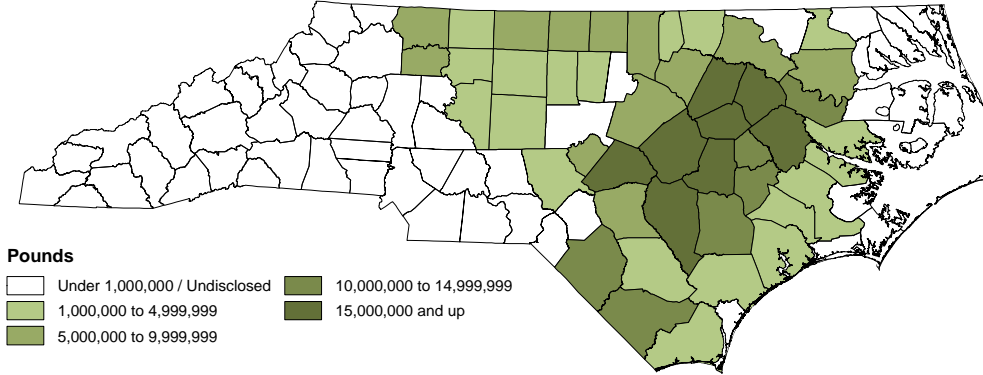 Pounds
Under 1,000,000 / Undisclosed
1,000,000 to 4,999,999
5,000,000 to 9,999,999
10,000,000 to 14,999,999
15,000,000 and up